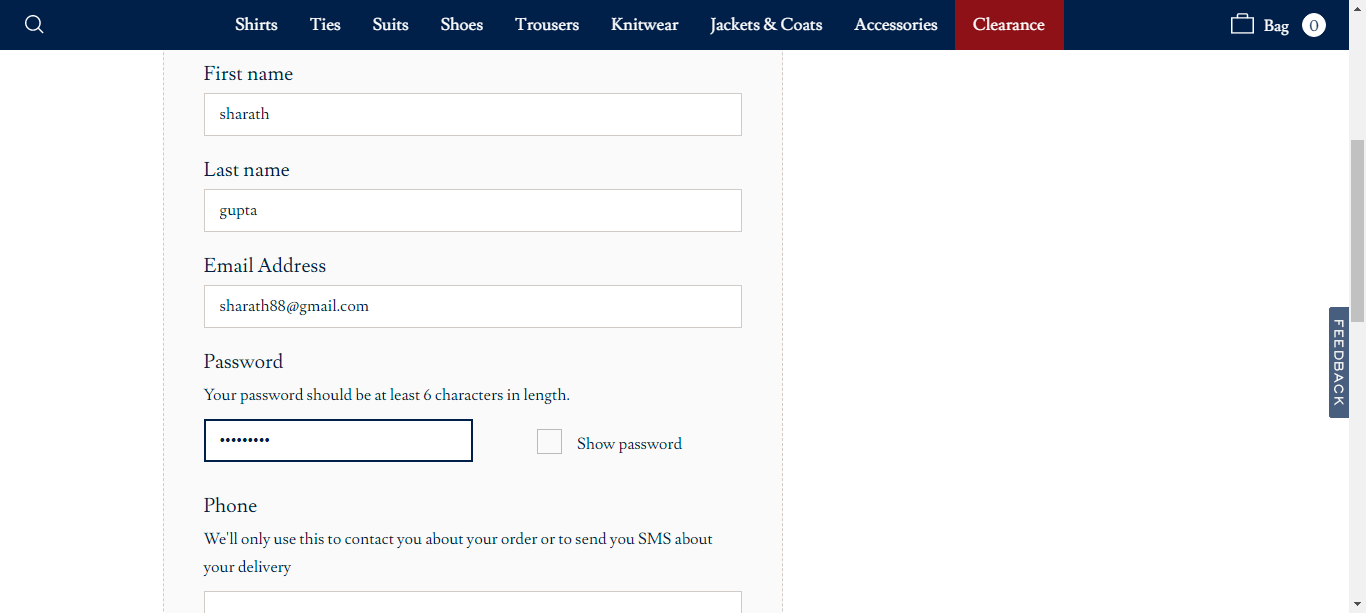 Shirts Ties Suits Shoes Trousers Knitwear Jackets & Coats Accessories Clearance Bag 0
First name
sharath
Last name
gupta
Email Address
sharath88@gmail.com
Password
Your password should be at least 6 characters in length.
••••••••• Show password
Phone
We'll only use this to contact you about your order or to send you SMS about
your delivery
FEEDBACK